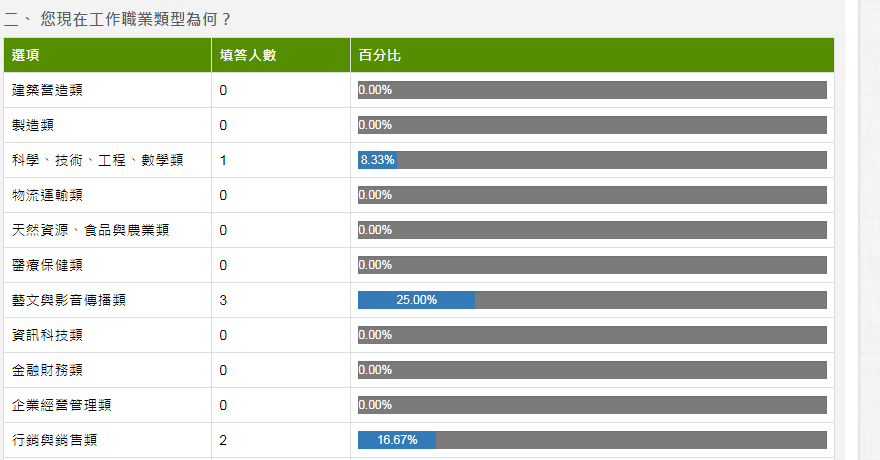 二、 您現在工作職業類型為何？
選項 填答人數 百分比
建築營造類 0 0.00%
製造類 0 0.00%
科學、技術、工程、數學類 1 8.33%
物流運輸類 0 0.00%
天然資源、食品與農業類 0 0.00%
醫療保健類 0 0.00%
藝文與影音傳播類 3 25.00%
資訊科技類 0 0.00%
金融財務類 0 0.00%
企業經營管理類 0 0.00%
行銷與銷售類 2 16.67%